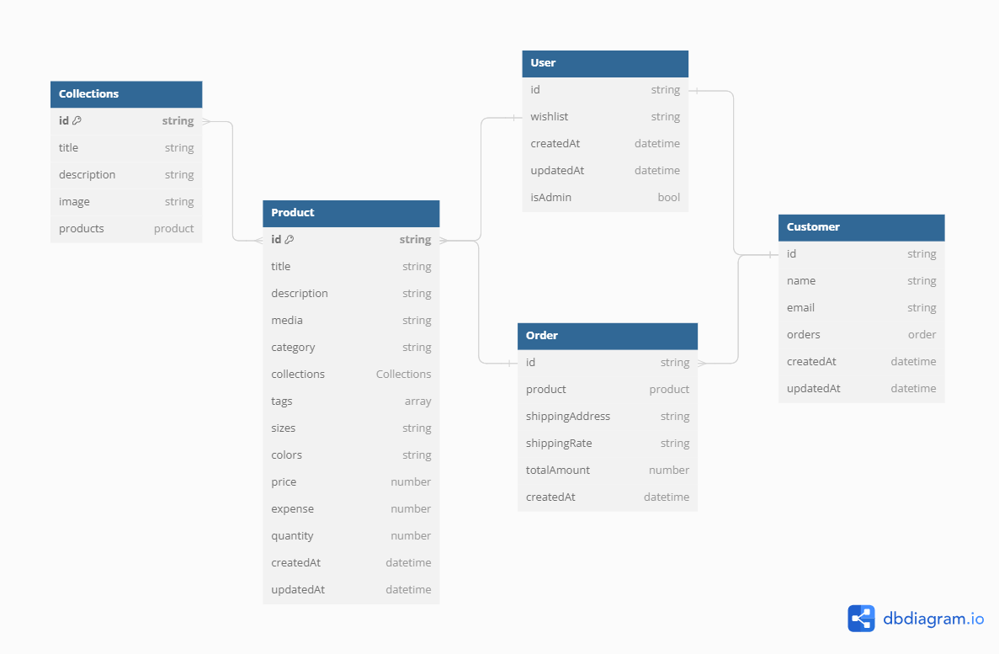 Collections
id string
title string
description string
image string
products product
Product
id string
title string
description string
media string
category string
collections Collections
tags array
sizes string
colors string
price number
expense number
quantity number
createdAt datetime
updatedAt datetime
User
id string
wishlist string
createdAt datetime
updatedAt datetime
isAdmin bool
Order
id string
product product
shippingAddress string
shippingRate string
totalAmount number
createdAt datetime
Customer
id string
name string
email string
orders order
createdAt datetime
updatedAt datetime
dbdiagram.io